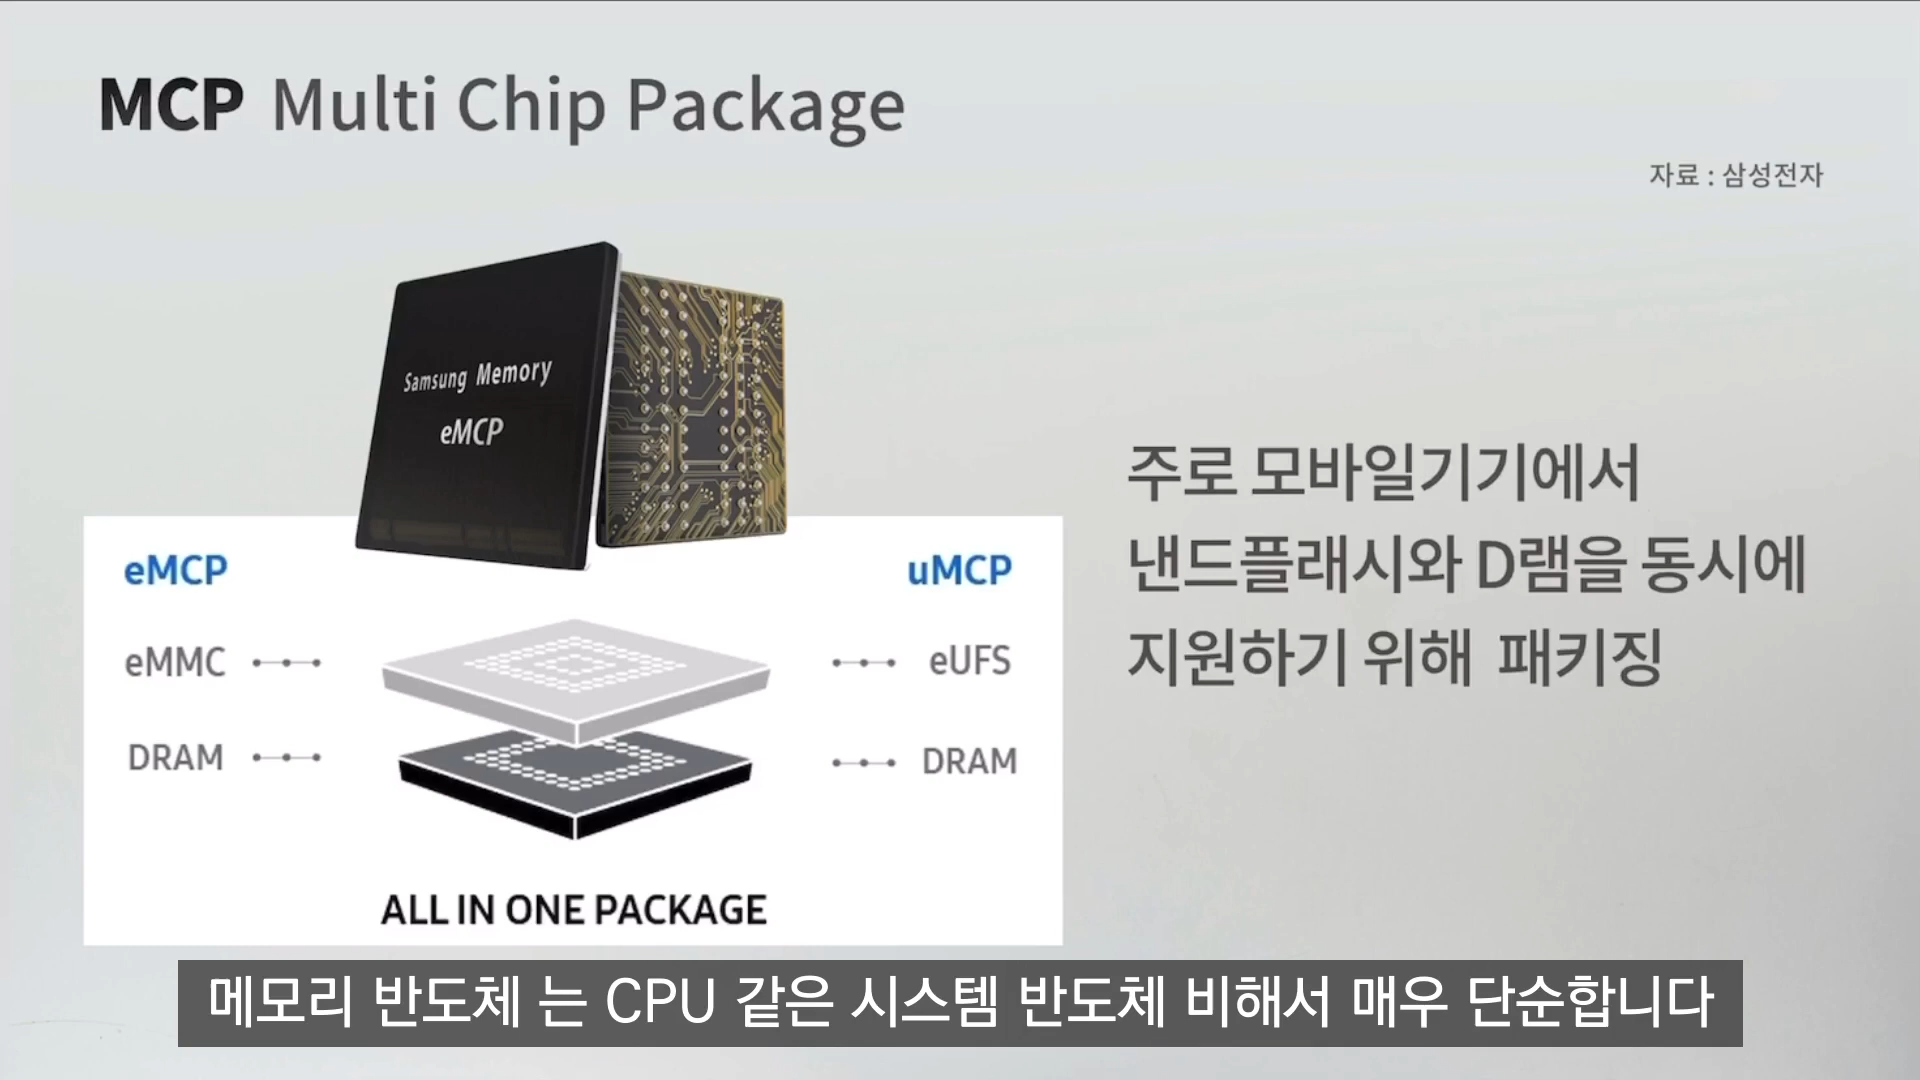 MCP Multi Chip Package
자료 : 삼성전자
Samsung Memory
eMCP
eMCP
uMCP
eMMC
eUFS
DRAM
DRAM
ALL IN ONE PACKAGE
주로 모바일기기에서
낸드플래시와 D램을 동시에
지원하기 위해 패키징
메모리 반도체 는 CPU 같은 시스템 반도체 비해서 매우 단순합니다